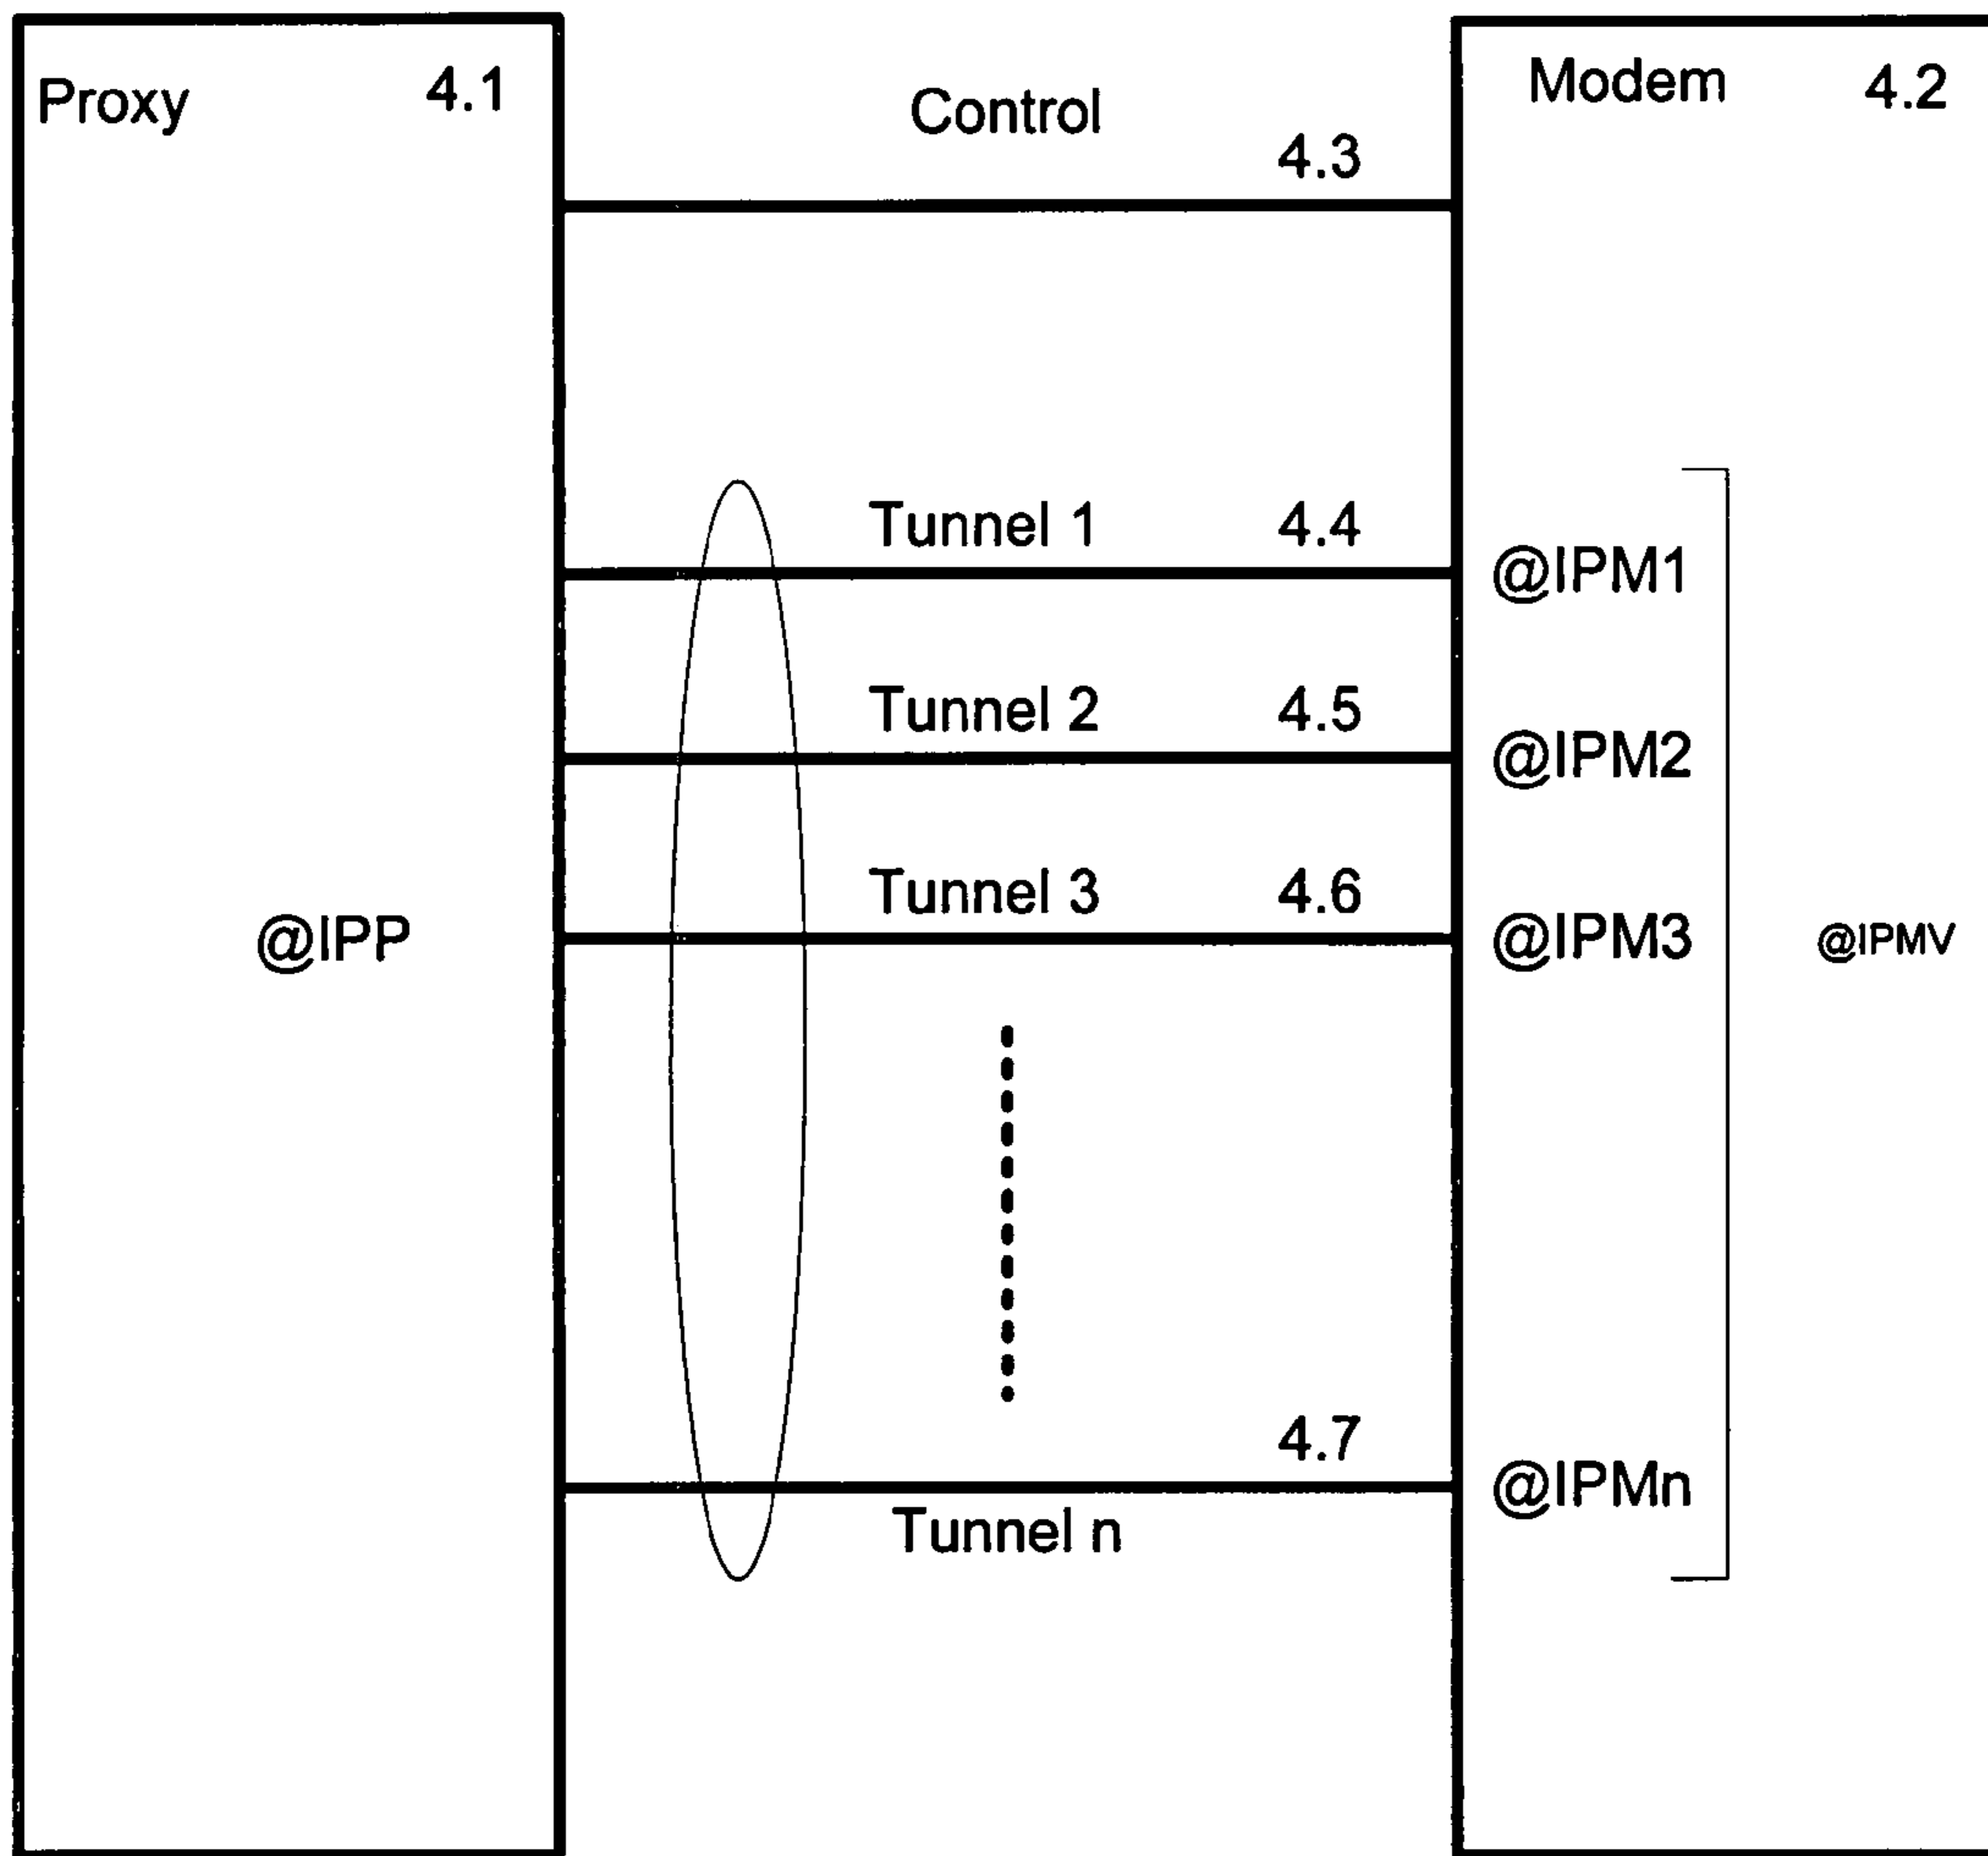 Proxy 4.1
Control
4.3
Modem 4.2
Tunnel 1 4.4
@IPM1
Tunnel 2 4.5
@IPM2
Tunnel 3 4.6
@IPP
@IPM3
@IPMV
4.7
@IPMn
Tunnel n